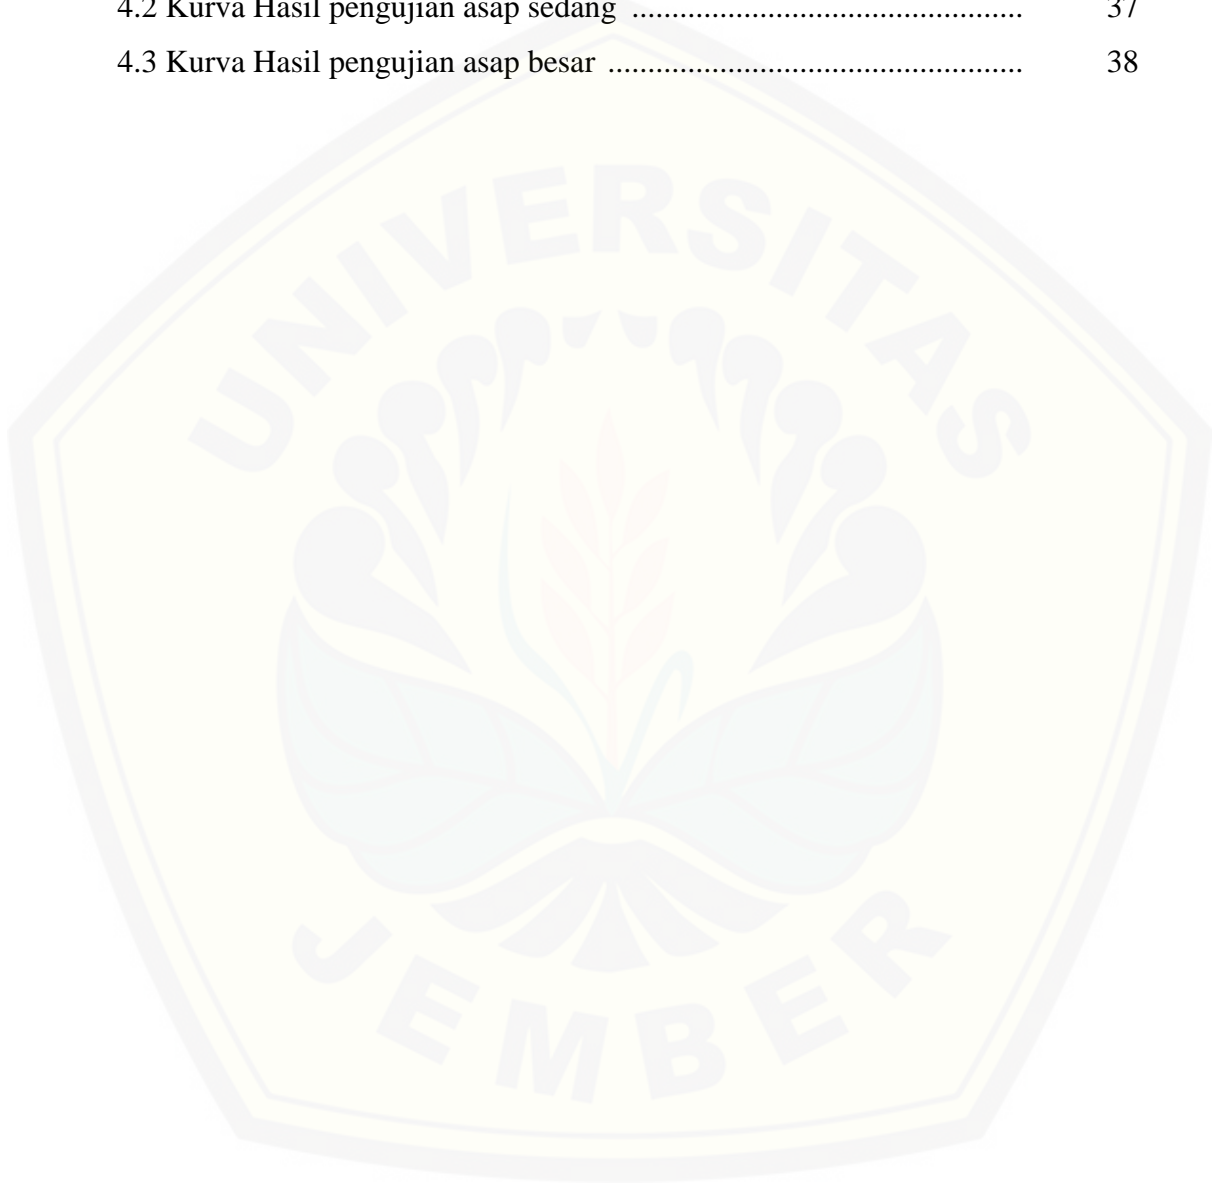 4.2 Kurva Hasil pengujian asap sedang ................................................. 37
4.3 Kurva Hasil pengujian asap besar .................................................... 38
UNIVERSITAS
JEMBER